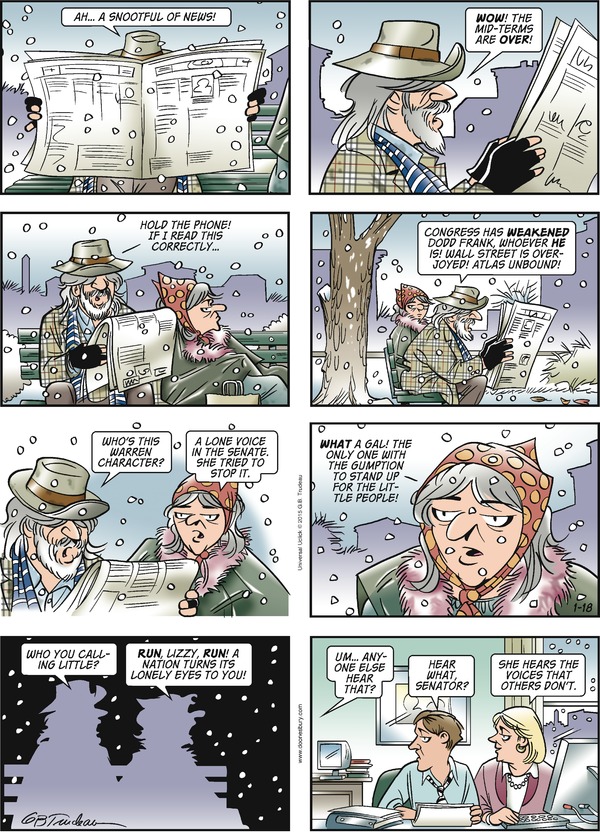 AH... A SNOOTFUL OF NEWS!
WOW! THE
MID-TERMS
ARE OVER!
HOLD THE PHONE!
IF I READ THIS
CORRECTLY...
CONGRESS HAS WEAKENED
DODD FRANK, WHOEVER HE
IS! WALL STREET IS OVER-
JOYED! ATLAS UNBOUND!
WHO'S THIS
WARREN
CHARACTER?
A LONE VOICE
IN THE SENATE.
SHE TRIED TO
STOP IT.
Universal Uclick © 2015 G.B. Trudeau
WHAT A GAL! THE
ONLY ONE WITH
THE GUMPTION
TO STAND UP
FOR THE LIT-
TLE PEOPLE!
1-18
WHO YOU CALL-
ING LITTLE?
RUN, LIZZY, RUN! A
NATION TURNS ITS
LONELY EYES TO YOU!
GBTrudeau
www.doonesbury.com
UM... ANY-
ONE ELSE
HEAR
THAT?
HEAR
WHAT,
SENATOR?
SHE HEARS THE
VOICES THAT
OTHERS DON'T.